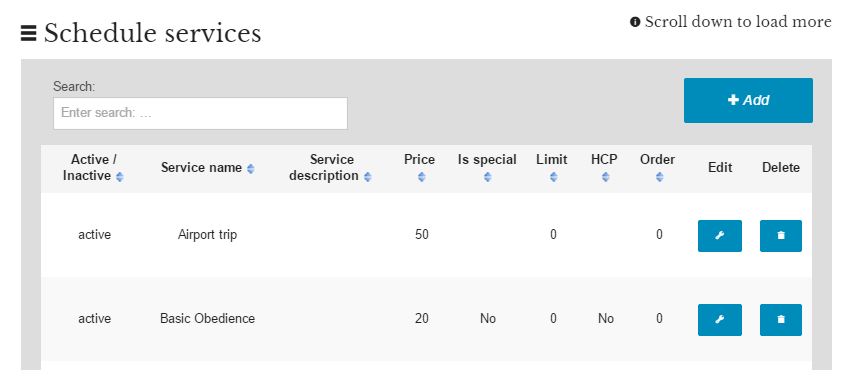 Schedule services
Scroll down to load more
Search:
Enter search: ...
Add
Active / Inactive Service name Service description Price Is special Limit HCP Order Edit Delete
active Airport trip 50 0 0
active Basic Obedience 20 No 0 No 0